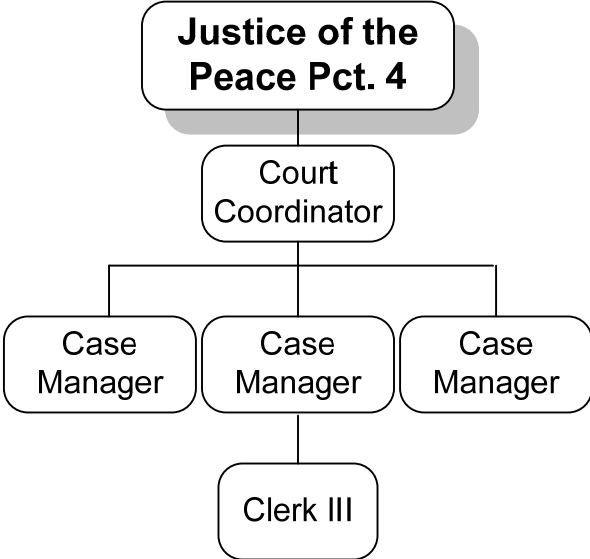 Justice of the
Peace Pct. 4
Court
Coordinator
Case
Manager
Case
Manager
Case
Manager
Clerk III